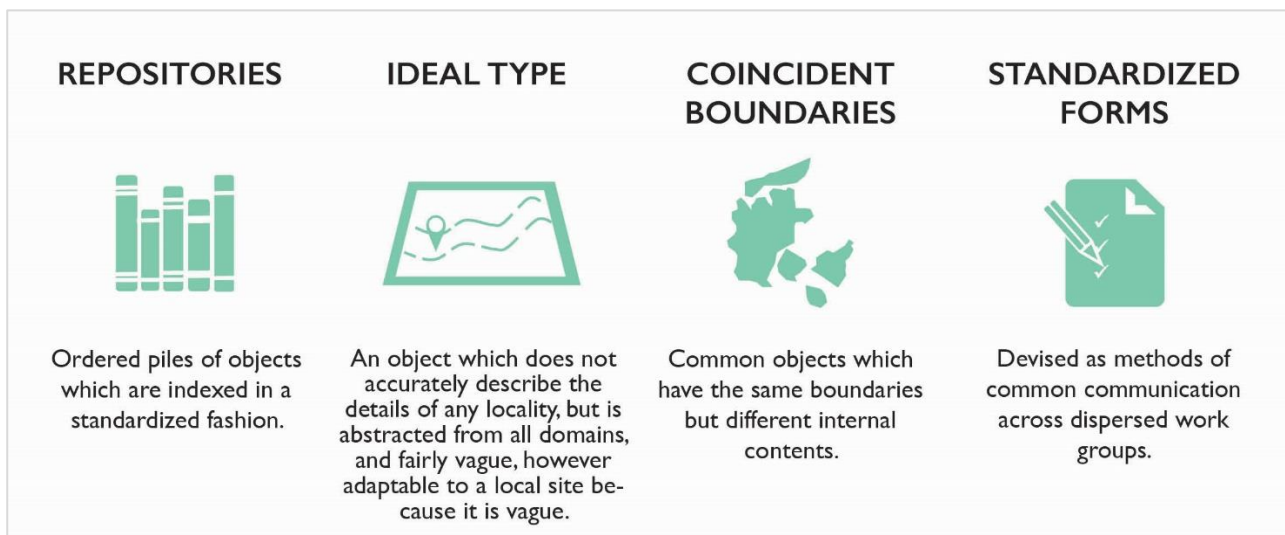 REPOSITORIES
IDEAL TYPE
COINCIDENT
BOUNDARIES
STANDARDIZED
FORMS
Ordered piles of objects
which are indexed in a
standardized fashion.
An object which does not
accurately describe the
details of any locality, but is
abstracted from all domains,
and fairly vague, however
adaptable to a local site be-
cause it is vague.
Common objects which
have the same boundaries
but different internal
contents.
Devised as methods of
common communication
across dispersed work
groups.